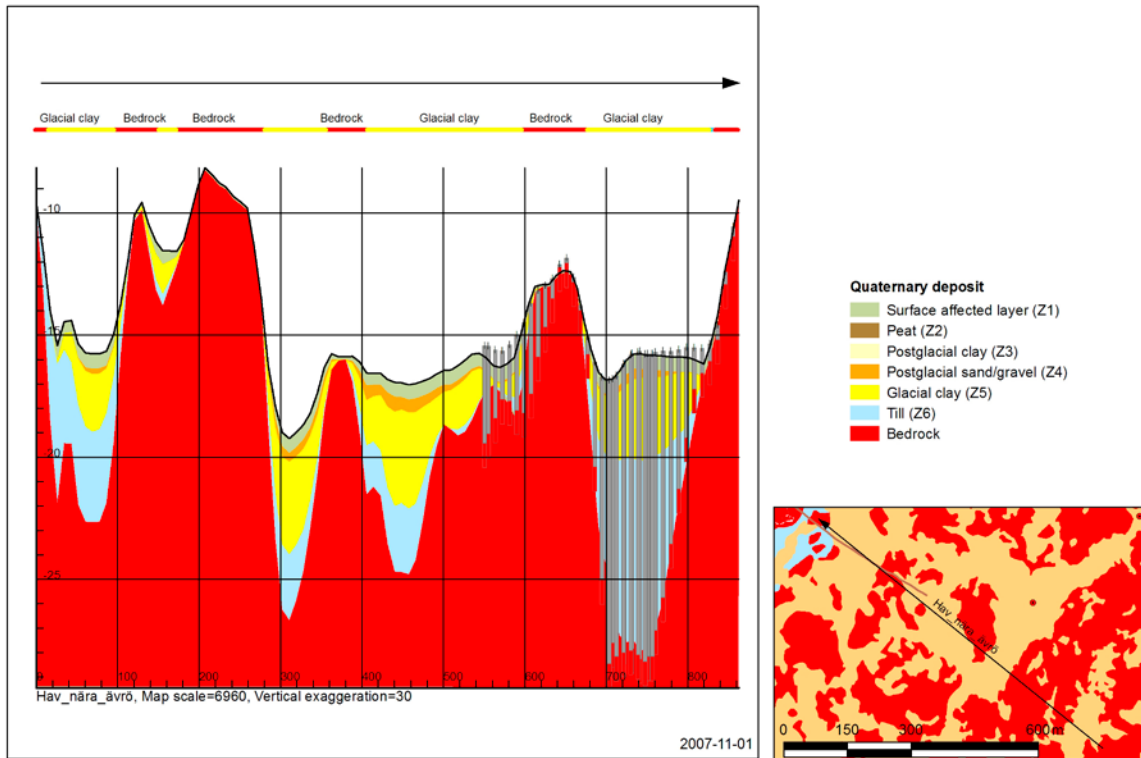 Glacial clay Bedrock Bedrock Bedrock Glacial clay Bedrock Glacial clay
-10
-15
-20
-25
0 100 200 300 400 500 600 700 800
Hav_nära_ävrö, Map scale=6960, Vertical exaggeration=30
2007-11-01
Quaternary deposit
Surface affected layer (Z1)
Peat (Z2)
Postglacial clay (Z3)
Postglacial sand/gravel (Z4)
Glacial clay (Z5)
Till (Z6)
Bedrock
Hav_nära_ävrö
0 150 300 600 m